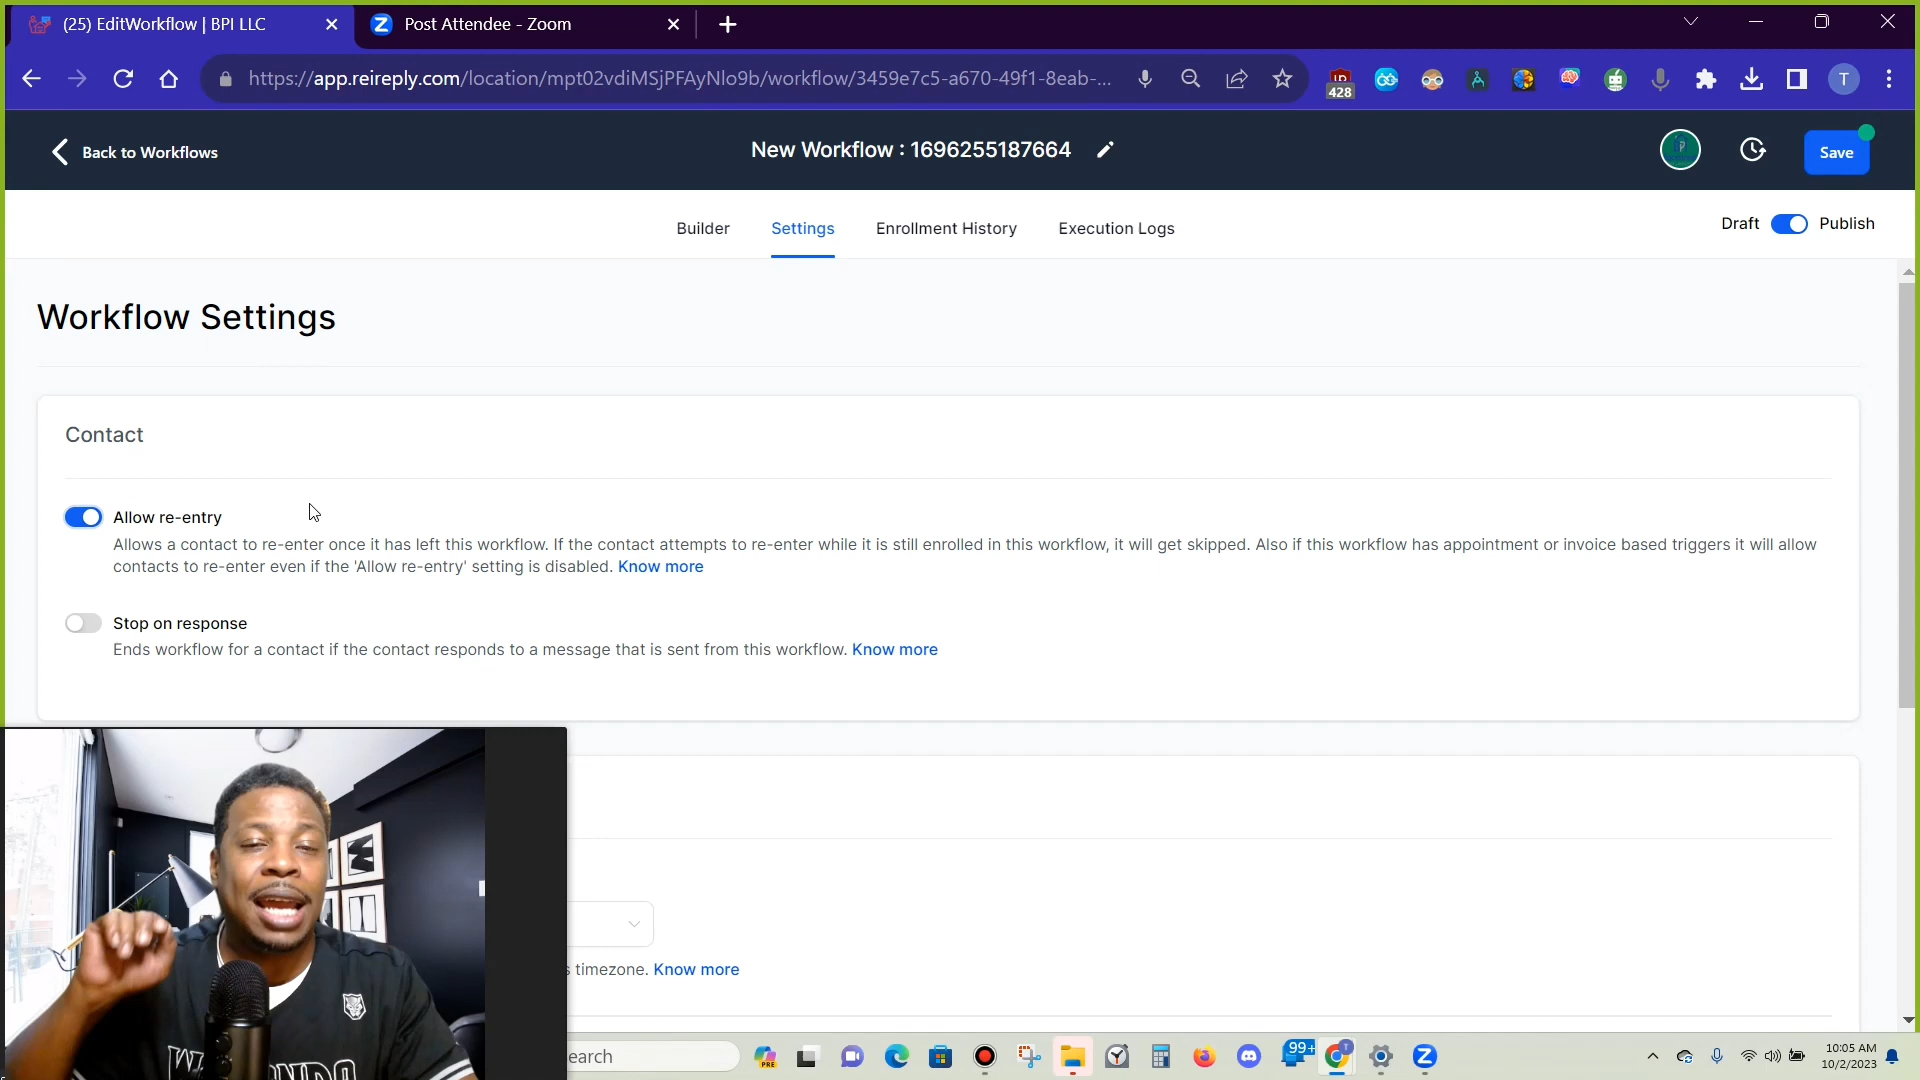 (25) EditWorkflow | BPI LLC
Post Attendee - Zoom
https://app.reireply.com/location/mpt02vdiMSjPFAyNlo9b/workflow/3459e7c5-a670-49f1-8eab-...
428
T
Back to Workflows
New Workflow : 1696255187664
Save
Builder
Settings
Enrollment History
Execution Logs
Draft
Publish
Workflow Settings
Contact
Allow re-entry
Allows a contact to re-enter once it has left this workflow. If the contact attempts to re-enter while it is still enrolled in this workflow, it will get skipped. Also if this workflow has appointment or invoice based triggers it will allow
contacts to re-enter even if the 'Allow re-entry' setting is disabled. Know more
Stop on response
Ends workflow for a contact if the contact responds to a message that is sent from this workflow. Know more
s timezone. Know more
earch
PRE
99+
10:05 AM
10/2/2023